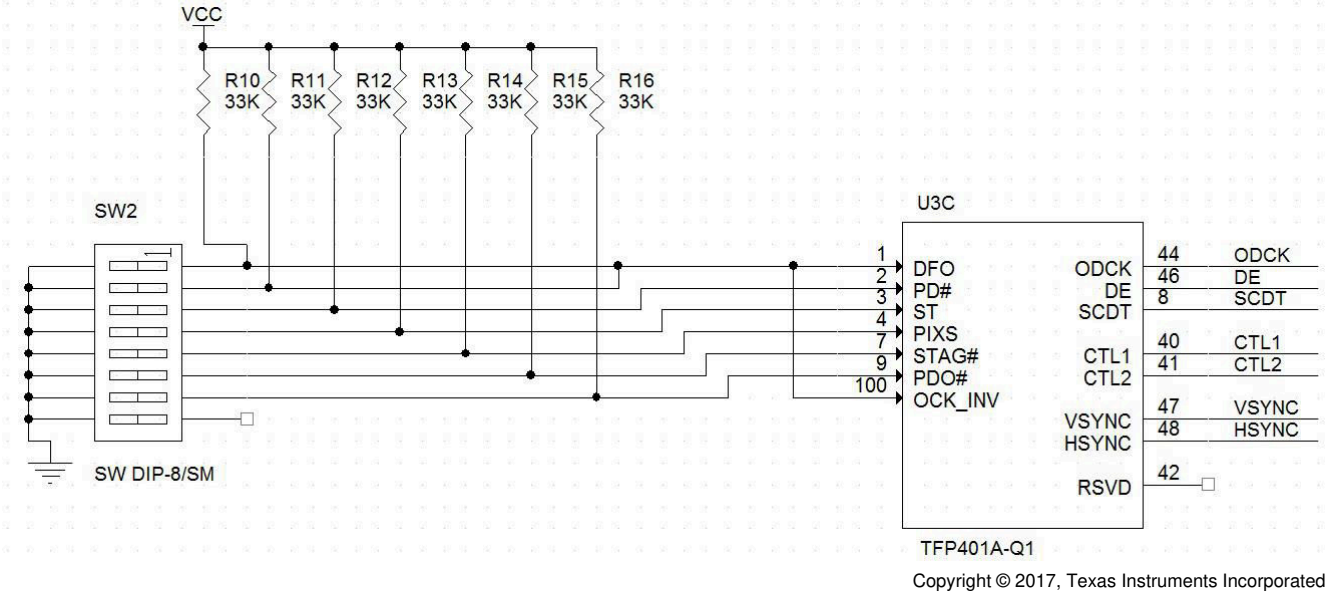 VCC
R10 R11 R12 R13 R14 R15 R16
33K 33K 33K 33K 33K 33K 33K
SW2
1
SW DIP-8/SM
U3C
1 DFO
2 PD#
3 ST
4 PIXS
7 STAG#
9 PDO#
100 OCK_INV
ODCK 44 ODCK
DE 46 DE
SCDT 8 SCDT
CTL1 40 CTL1
CTL2 41 CTL2
VSYNC 47 VSYNC
HSYNC 48 HSYNC
RSVD 42
TFP401A-Q1
Copyright © 2017, Texas Instruments Incorporated